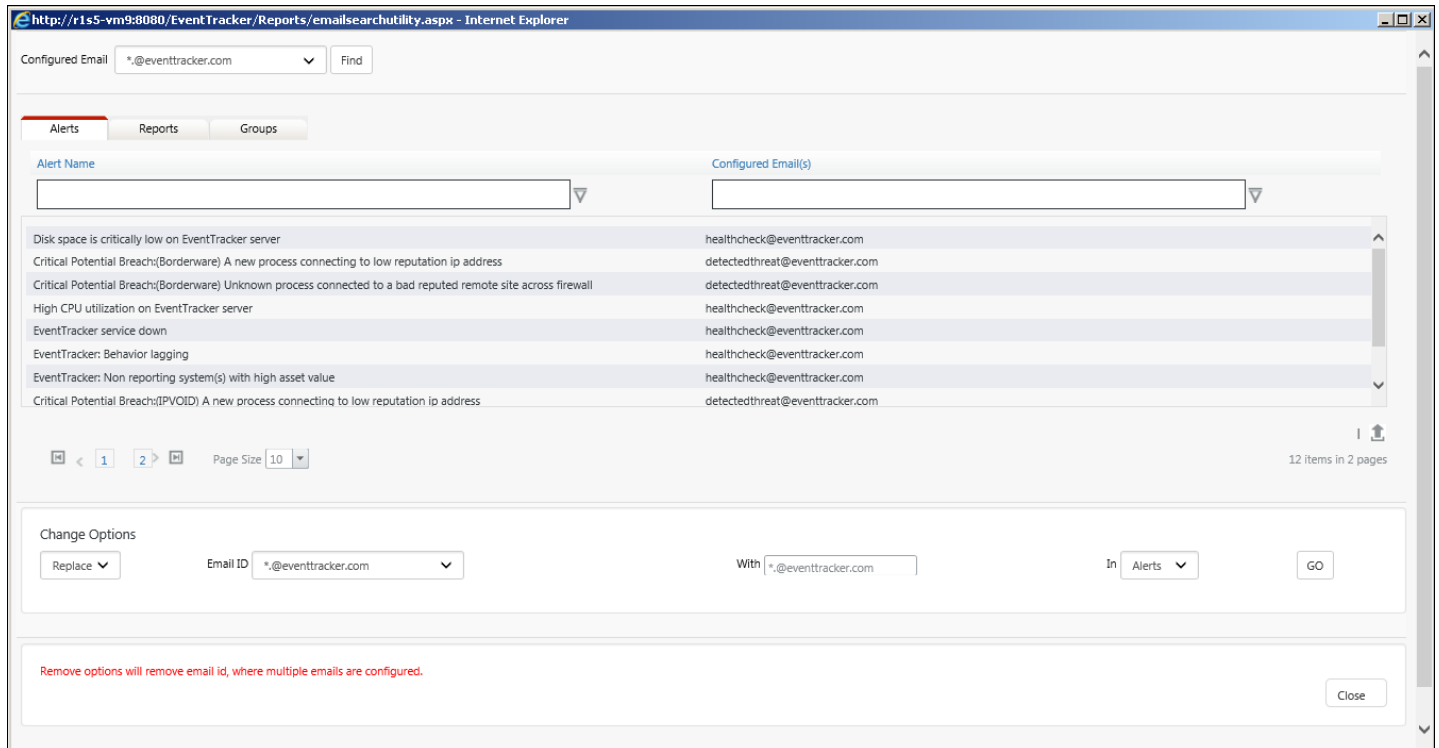 http://r1s5-vm9:8080/EventTracker/Reports/emailsearchutility.aspx - Internet Explorer
Configured Email *.@eventtracker.com Find
Alerts Reports Groups
Alert Name Configured Email(s)
Disk space is critically low on EventTracker server healthcheck@eventtracker.com
Critical Potential Breach:(Borderware) A new process connecting to low reputation ip address detectedthreat@eventtracker.com
Critical Potential Breach:(Borderware) Unknown process connected to a bad reputed remote site across firewall detectedthreat@eventtracker.com
High CPU utilization on EventTracker server healthcheck@eventtracker.com
EventTracker service down healthcheck@eventtracker.com
EventTracker: Behavior lagging healthcheck@eventtracker.com
EventTracker: Non reporting system(s) with high asset value healthcheck@eventtracker.com
Critical Potential Breach:(IPVOID) A new process connecting to low reputation ip address detectedthreat@eventtracker.com
1 2 Page Size 10 12 items in 2 pages
Change Options
Replace Email ID *.@eventtracker.com With *.@eventtracker.com In Alerts GO
Remove options will remove email id, where multiple emails are configured.
Close